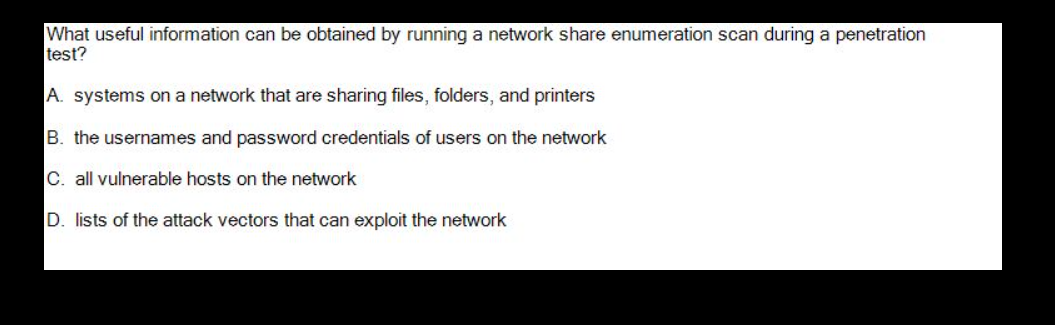 What useful information can be obtained by running a network share enumeration scan during a penetration
test?
A. systems on a network that are sharing files, folders, and printers
B. the usernames and password credentials of users on the network
C. all vulnerable hosts on the network
D. lists of the attack vectors that can exploit the network